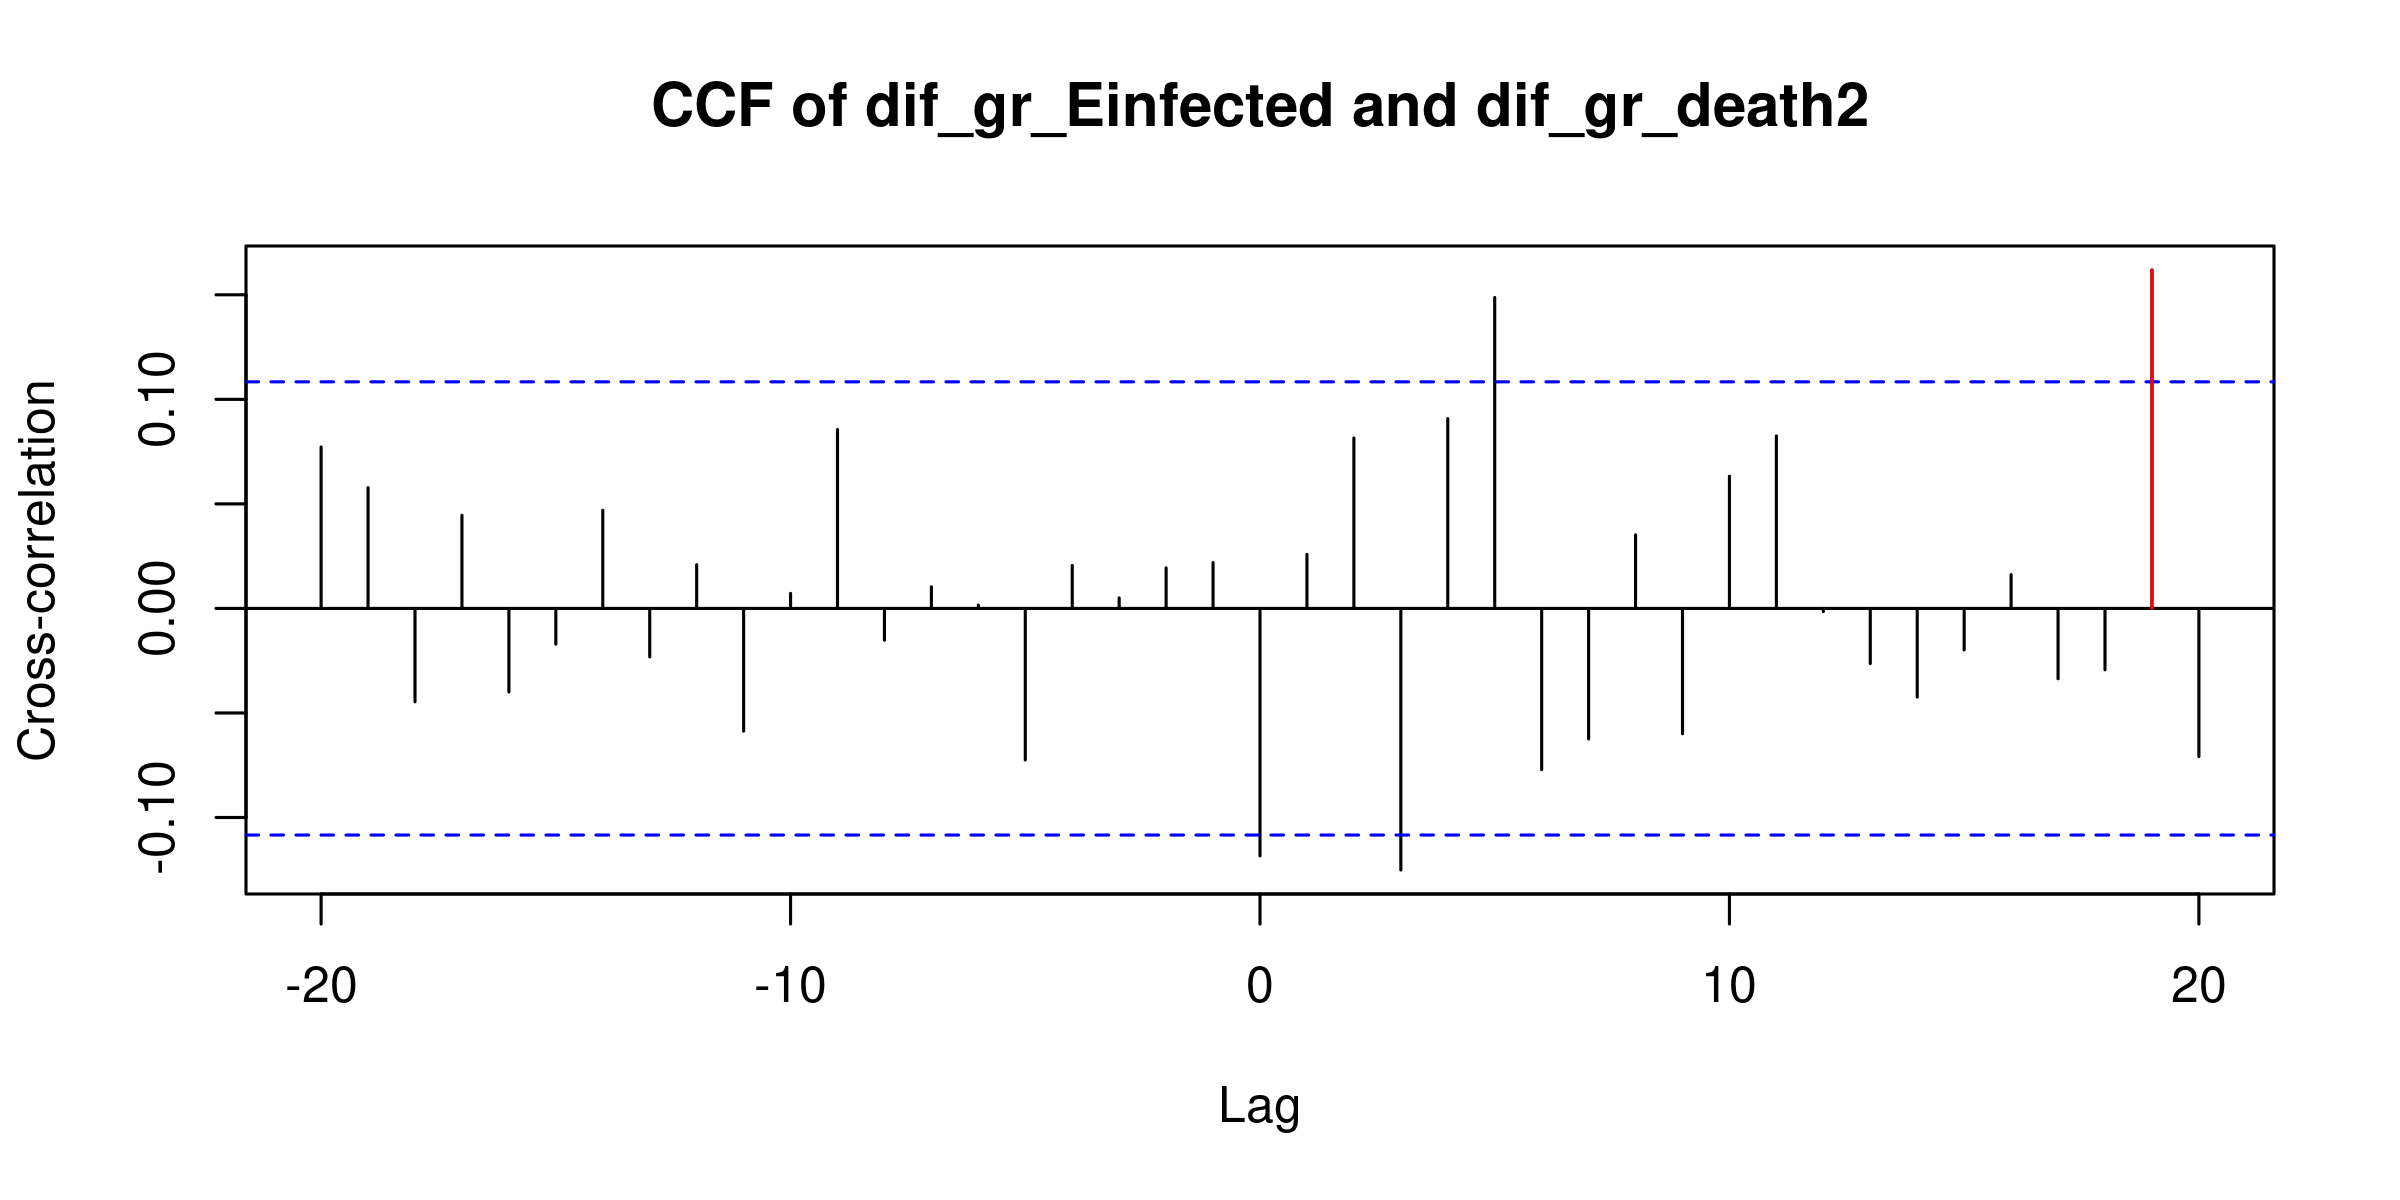 CCF of dif_gr_Einfected and dif_gr_death2
Cross-correlation
0.10
0.00
-0.10
-20 -10 0 10 20
Lag